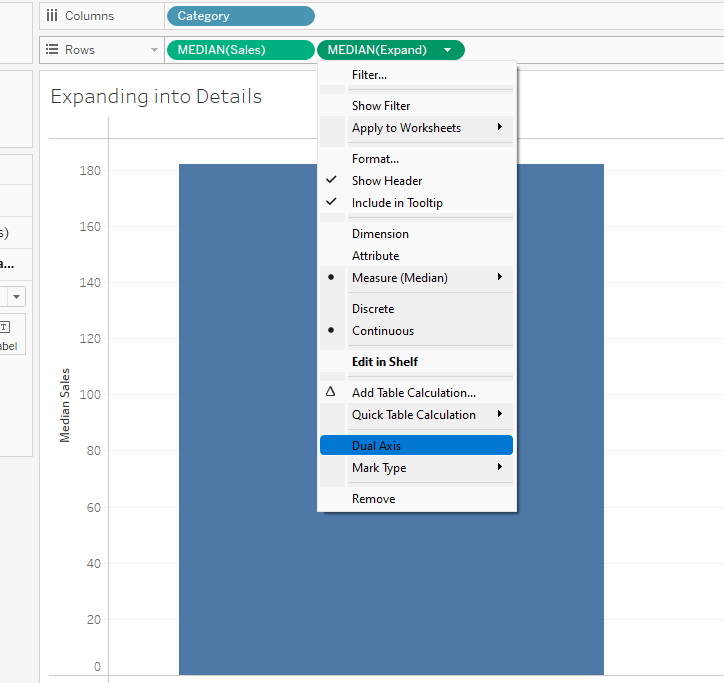 Columns
Category
Rows
MEDIAN(Sales)
MEDIAN(Expand)
Expanding into Details
Filter...
Show Filter
Apply to Worksheets
Format...
Show Header
Include in Tooltip
Dimension
Attribute
Measure (Median)
Discrete
Continuous
Edit in Shelf
Add Table Calculation...
Quick Table Calculation
Dual Axis
Mark Type
Remove
Median Sales
180
160
140
120
100
80
60
40
20
0
s)
a...
T
abel